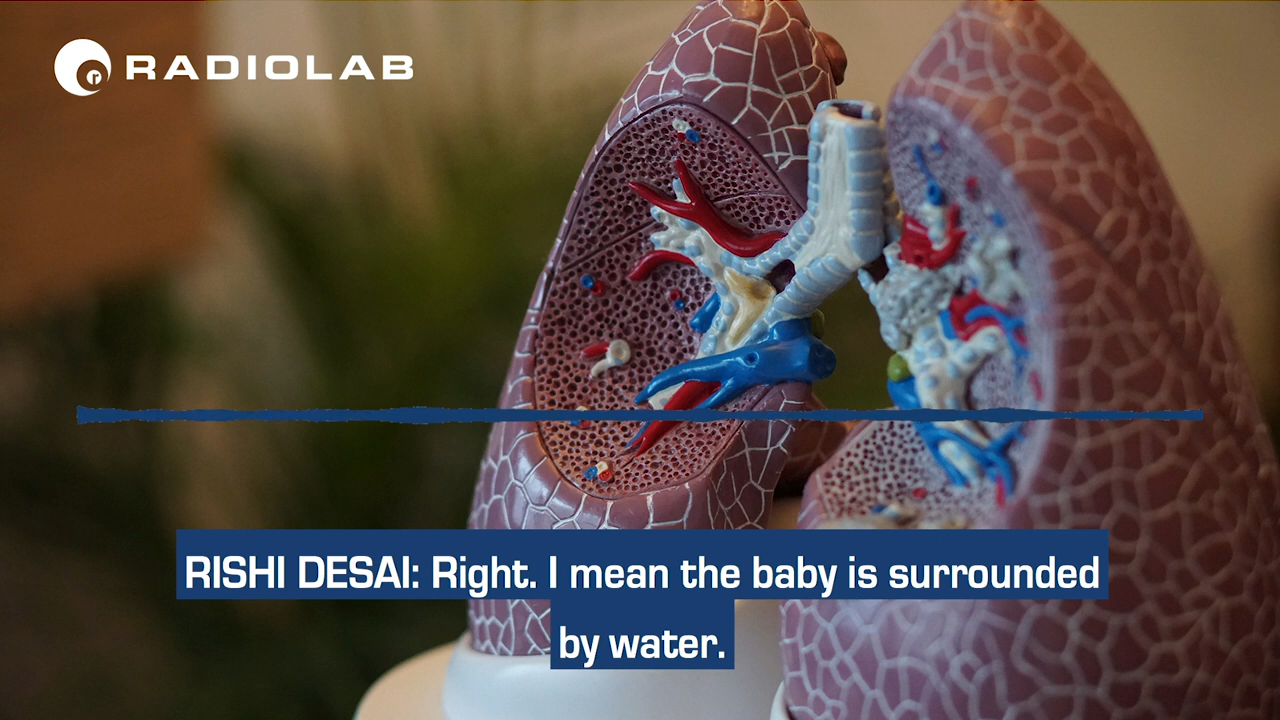 RADIOLAB
RISHI DESAI: Right. I mean the baby is surrounded
by water.